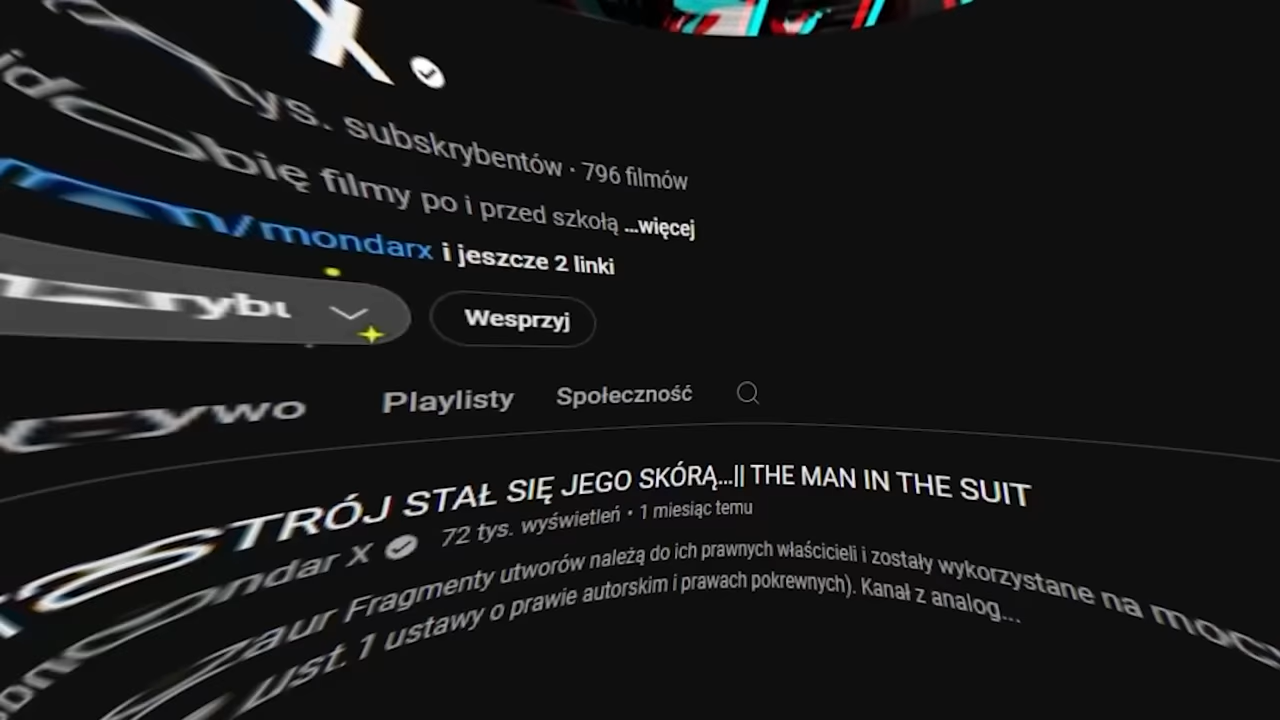 X
tys. subskrybentów · 796 filmów
filmy po i przed szkołą ...więcej
/mondarx i jeszcze 2 linki
Wesprzyj
Playlisty Społeczność
STRÓJ STAŁ SIĘ JEGO SKÓRĄ...|| THE MAN IN THE SUIT
ondar X 72 tys. wyświetleń · 1 miesiąc temu
Fragmenty utworów należą do ich prawnych właścicieli i zostały wykorzystane na
ust. 1 ustawy o prawie autorskim i prawach pokrewnych). Kanał z analog...